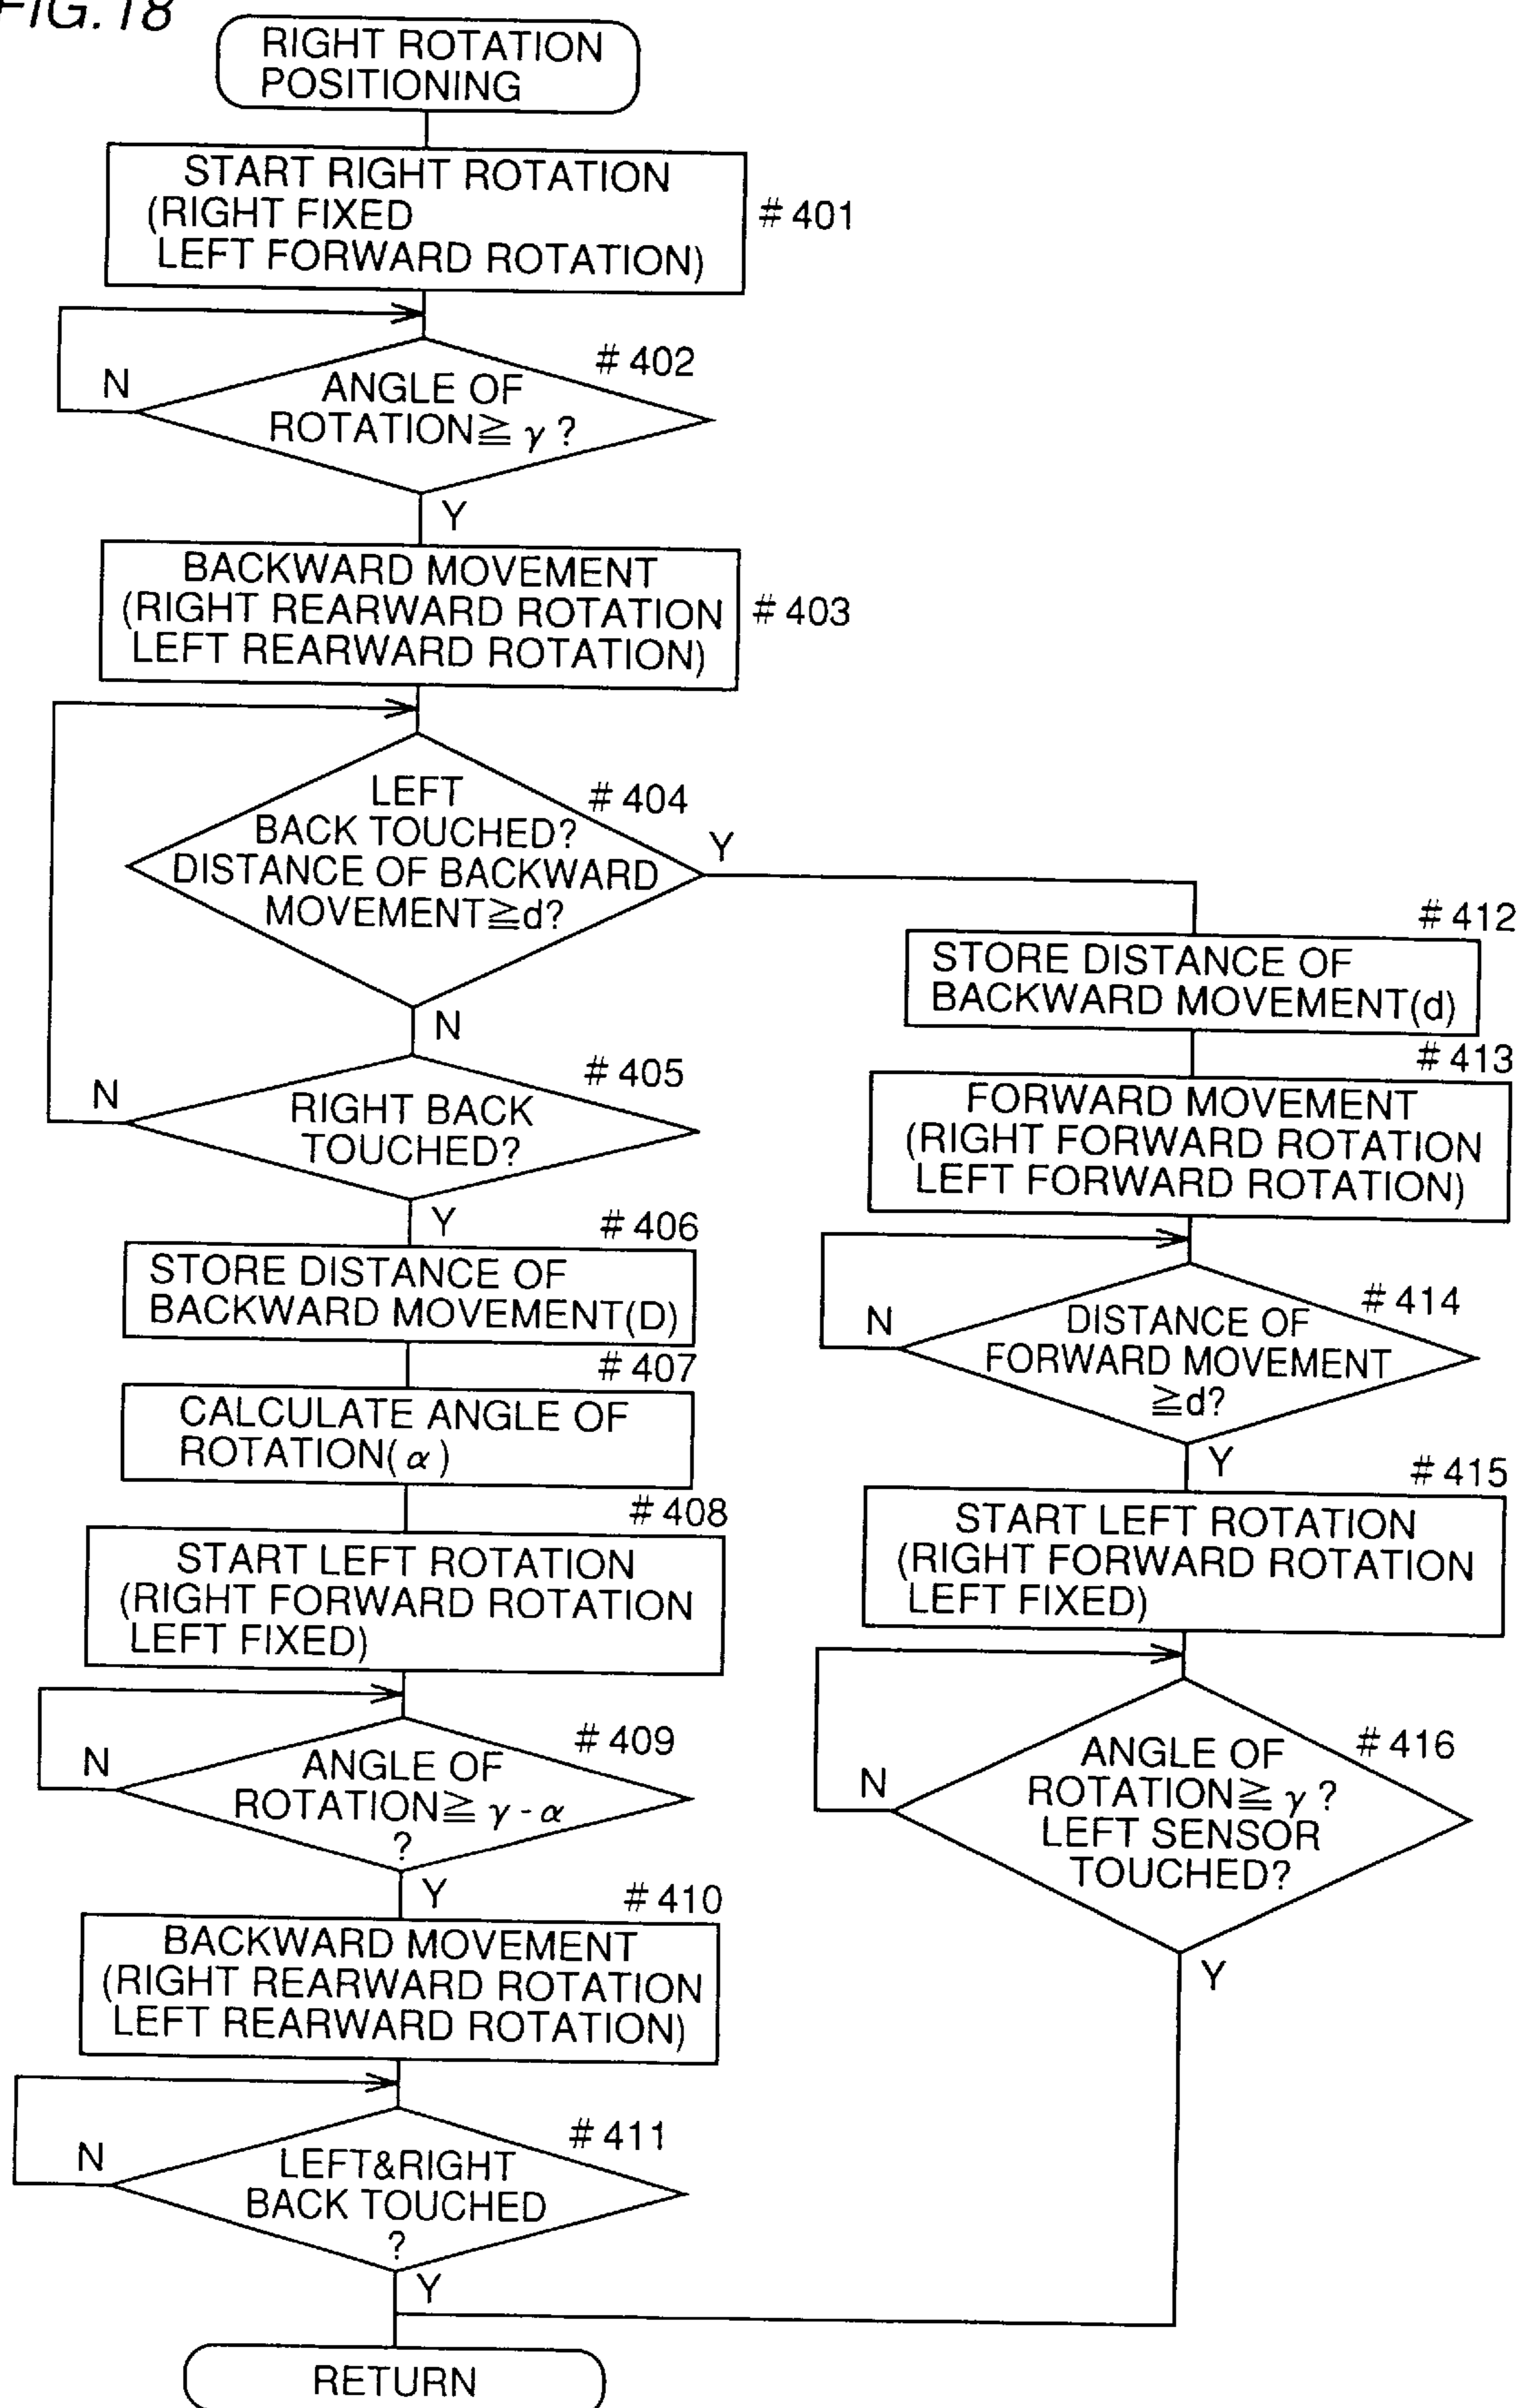 FIG.18
RIGHT ROTATION
POSITIONING
START RIGHT ROTATION
(RIGHT FIXED
LEFT FORWARD ROTATION)
#401
#402
N
ANGLE OF
ROTATION≧γ?
Y
BACKWARD MOVEMENT
(RIGHT REARWARD ROTATION
LEFT REARWARD ROTATION)
#403
#404
LEFT
BACK TOUCHED?
DISTANCE OF BACKWARD
MOVEMENT≧d?
Y
N
#405
N
RIGHT BACK
TOUCHED?
Y
#406
STORE DISTANCE OF
BACKWARD MOVEMENT(D)
#407
CALCULATE ANGLE OF
ROTATION(α)
#408
START LEFT ROTATION
(RIGHT FORWARD ROTATION
LEFT FIXED)
#409
N
ANGLE OF
ROTATION≧γ-α
?
Y
#410
BACKWARD MOVEMENT
(RIGHT REARWARD ROTATION
LEFT REARWARD ROTATION)
#411
N
LEFT&RIGHT
BACK TOUCHED
?
Y
#412
STORE DISTANCE OF
BACKWARD MOVEMENT(d)
#413
FORWARD MOVEMENT
(RIGHT FORWARD ROTATION
LEFT FORWARD ROTATION)
#414
N
DISTANCE OF
FORWARD MOVEMENT
≧d?
Y
#415
START LEFT ROTATION
(RIGHT FORWARD ROTATION
LEFT FIXED)
#416
N
ANGLE OF
ROTATION≧γ?
LEFT SENSOR
TOUCHED?
Y
RETURN